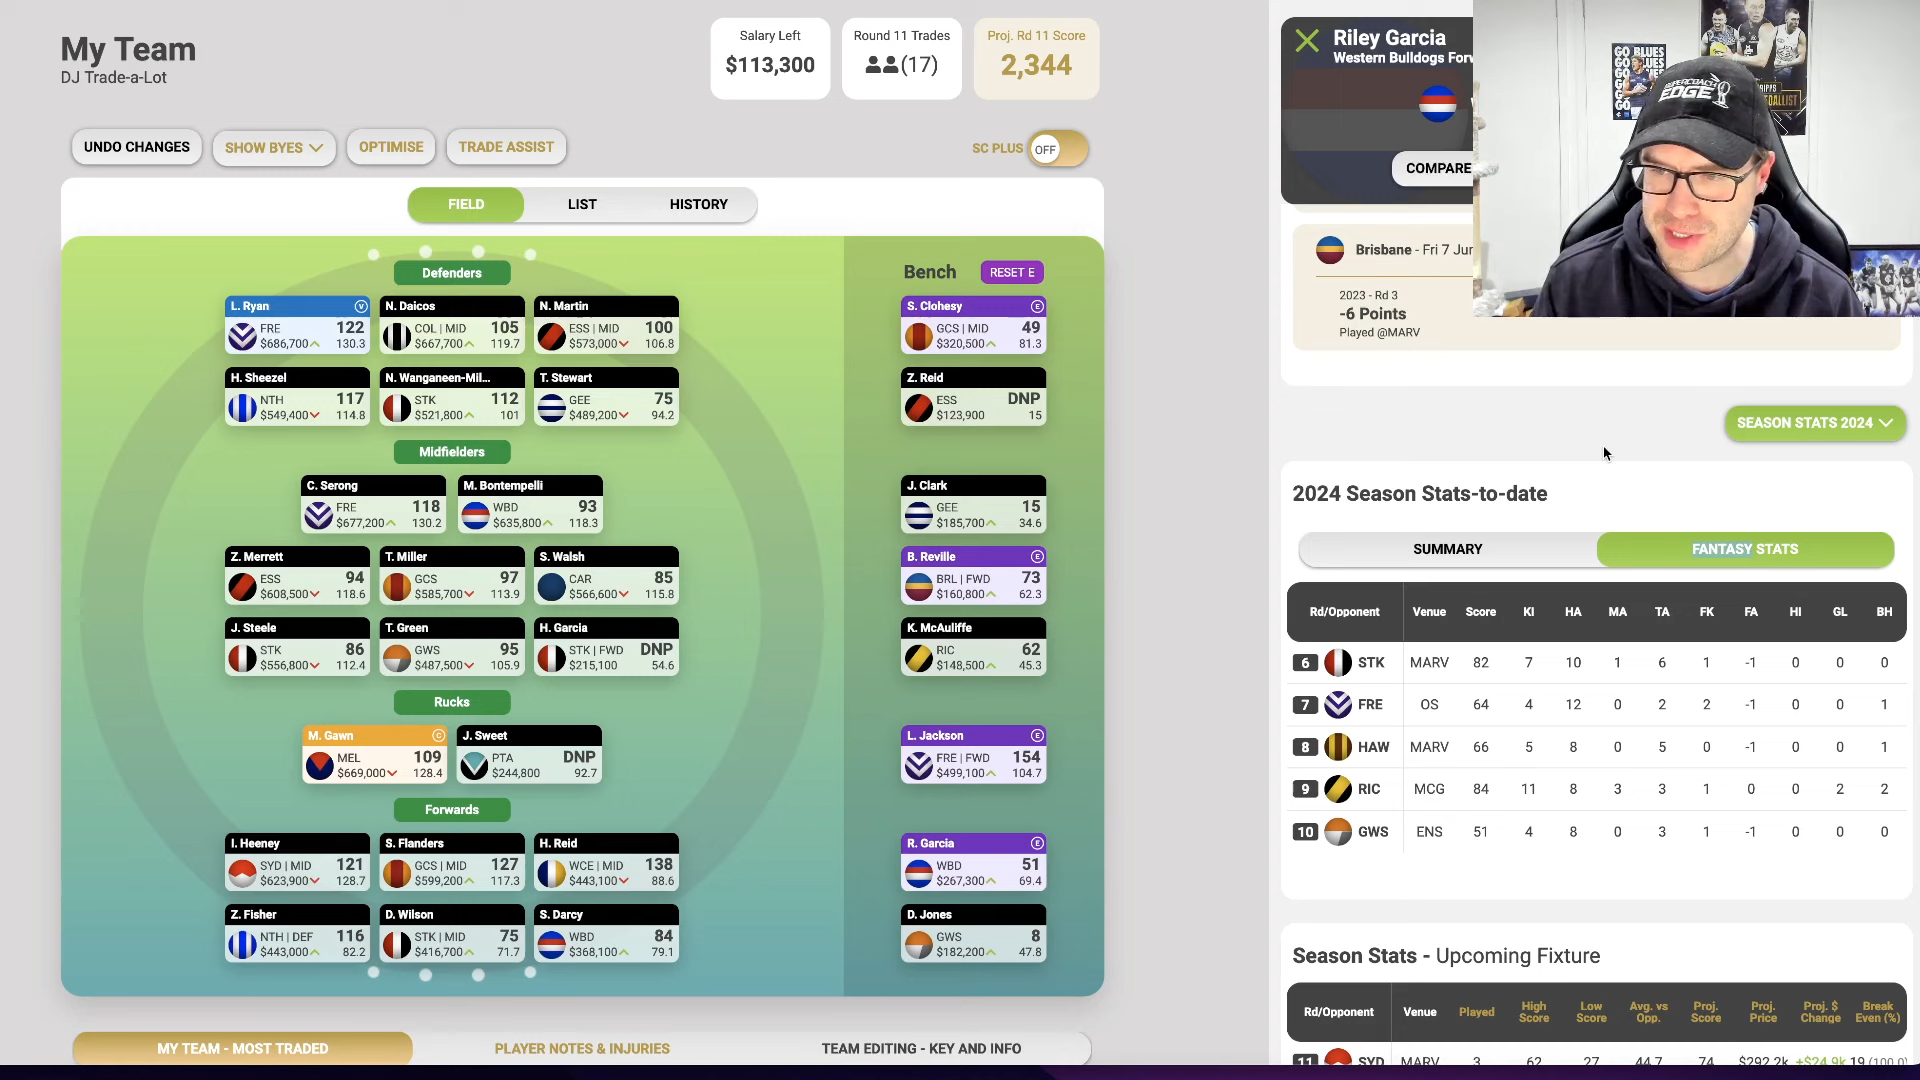 My Team
DJ Trade-a-Lot
Salary Left
$113,300
Round 11 Trades
(17)
Proj. Rd 11 Score
2,344
UNDO CHANGES
SHOW BYES
OPTIMISE
TRADE ASSIST
SC PLUS OFF
FIELD LIST HISTORY
Defenders
Bench RESET E
L. Ryan V
FRE 122
$686,700 130.3
N. Daicos
COL | MID 105
$667,700 119.7
N. Martin
ESS | MID 100
$573,000 106.8
S. Clohesy E
GCS | MID 49
$320,500 81.3
H. Sheezel
NTH 117
$549,400 114.8
N. Wanganeen-Mil...
STK 112
$521,800 101
T. Stewart
GEE 75
$489,200 94.2
Z. Reid
ESS DNP
$123,900 15
Midfielders
C. Serong
FRE 118
$677,200 130.2
M. Bontempelli
WBD 93
$635,800 118.3
J. Clark
GEE 15
$185,700 34.6
Z. Merrett
ESS 94
$608,500 118.6
T. Miller
GCS 97
$585,700 113.9
S. Walsh
CAR 85
$566,600 115.8
B. Reville E
BRL | FWD 73
$160,800 62.3
J. Steele
STK 86
$556,800 112.4
T. Green
GWS 95
$487,500 105.9
H. Garcia
STK | FWD DNP
$215,100 54.6
K. McAuliffe
RIC 62
$148,500 45.3
Rucks
M. Gawn C
MEL 109
$669,000 128.4
J. Sweet
PTA DNP
$244,800 92.7
L. Jackson E
FRE | FWD 154
$499,100 104.7
Forwards
I. Heeney
SYD | MID 121
$623,900 128.7
S. Flanders
GCS | MID 127
$599,200 117.3
H. Reid
WCE | MID 138
$443,100 88.6
R. Garcia E
WBD 51
$267,300 69.4
Z. Fisher
NTH | DEF 116
$443,000 82.2
D. Wilson
STK | MID 75
$416,700 71.7
S. Darcy
WBD 84
$368,100 79.1
D. Jones
GWS 8
$182,200 47.8
MY TEAM - MOST TRADED
PLAYER NOTES & INJURIES
TEAM EDITING - KEY AND INFO
Riley Garcia
Western Bulldogs
COMPARE
Brisbane - Fri 7 Jun
2023 - Rd 3
-6 Points
Played @MARV
GO BLUES
SUPERCOACH
EDGE
SEASON STATS 2024
2024 Season Stats-to-date
SUMMARY FANTASY STATS
Rd/Opponent Venue Score KI HA MA TA FK FA HI GL BH
6 STK MARV 82 7 10 1 6 1 -1 0 0 0
7 FRE OS 64 4 12 0 2 2 -1 0 0 1
8 HAW MARV 66 5 8 0 5 0 -1 0 0 1
9 RIC MCG 84 11 8 3 3 1 0 0 2 2
10 GWS ENS 51 4 8 0 3 1 -1 0 0 0
Season Stats - Upcoming Fixture
Rd/Opponent Venue Played High Score Low Score Avg. vs Opp. Proj. Score Proj. Price Proj. $ Change Break Even (%)
11 SYD MARV 3 62 27 44.7 74 $292.2k +$24.9k 19 (100.0)